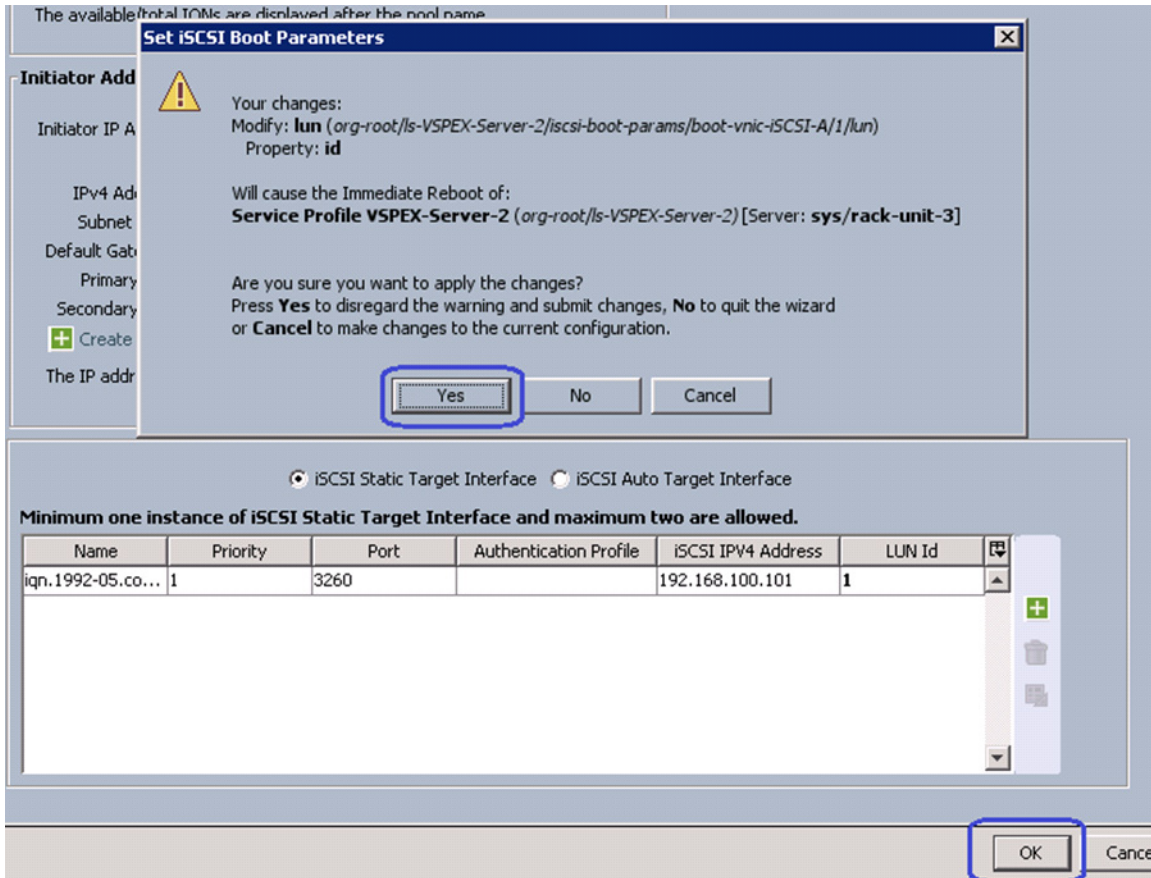 The available/total IQNs are displayed after the pool name.
Set iSCSI Boot Parameters
Initiator Add
Your changes:
Initiator IP A
Modify: lun (org-root/ls-VSPEX-Server-2/iscsi-boot-params/boot-vnic-iSCSI-A/1/lun)
Property: id
IPv4 Add
Will cause the Immediate Reboot of:
Subnet
Service Profile VSPEX-Server-2 (org-root/ls-VSPEX-Server-2) [Server: sys/rack-unit-3]
Default Gate
Primary
Are you sure you want to apply the changes?
Secondary
Press Yes to disregard the warning and submit changes, No to quit the wizard
or Cancel to make changes to the current configuration.
Create
The IP addr
Yes No Cancel
iSCSI Static Target Interface iSCSI Auto Target Interface
Minimum one instance of iSCSI Static Target Interface and maximum two are allowed.
Name Priority Port Authentication Profile iSCSI IPV4 Address LUN Id
iqn.1992-05.co... 1 3260 192.168.100.101 1
OK Cance